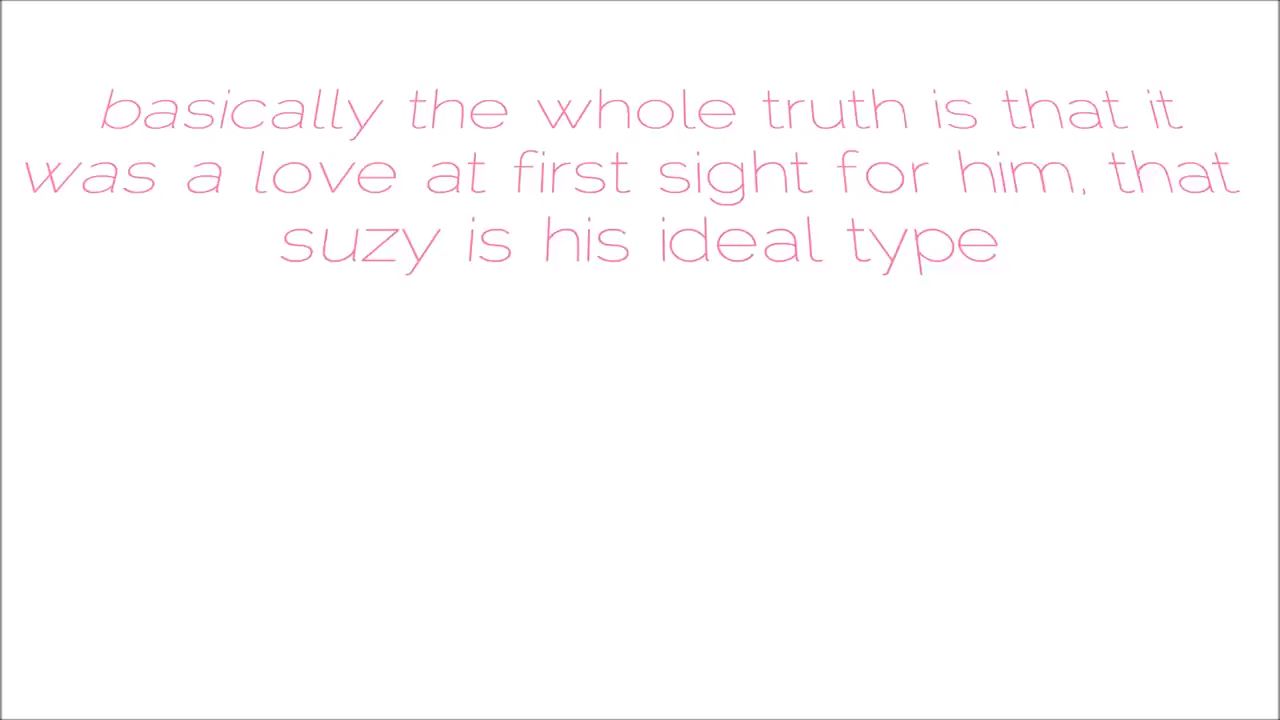 basically the whole truth is that it
was a love at first sight for him, that
suzy is his ideal type